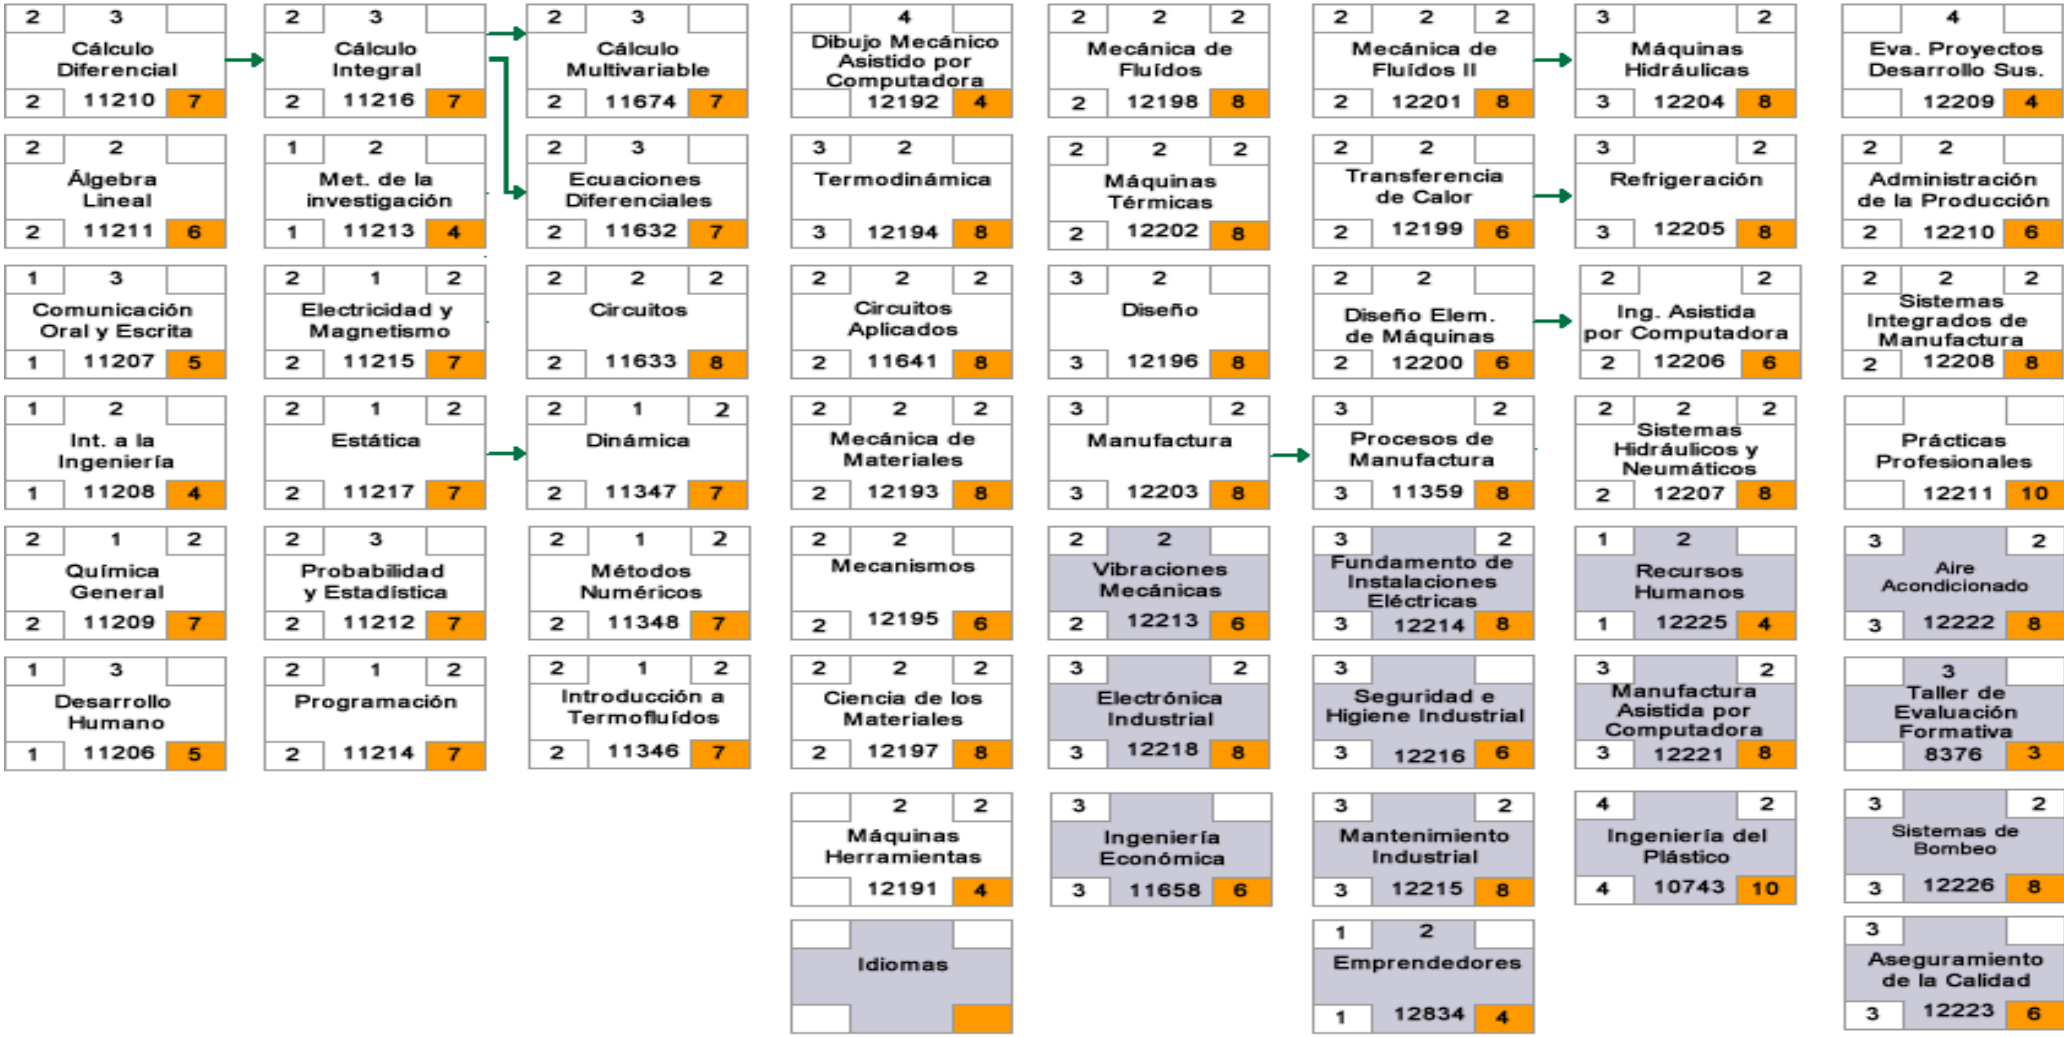 2 3
Cálculo
Diferencial
2 11210 7
2 2
Álgebra
Lineal
2 11211 6
1 3
Comunicación
Oral y Escrita
1 11207 5
1 2
Int. a la
Ingeniería
1 11208 4
2 1 2
Química
General
2 11209 7
1 3
Desarrollo
Humano
1 11206 5
2 3
Cálculo
Integral
2 11216 7
1 2
Met. de la
investigación
1 11213 4
2 1 2
Electricidad y
Magnetismo
2 11215 7
2 1 2
Estática
2 11217 7
2 3
Probabilidad
y Estadística
2 11212 7
2 1 2
Programación
2 11214 7
2 3
Cálculo
Multivariable
2 11674 7
2 3
Ecuaciones
Diferenciales
2 11632 7
2 2 2
Circuitos
2 11633 8
2 1 2
Dinámica
2 11347 7
2 1 2
Métodos
Numéricos
2 11348 7
2 1 2
Introducción a
Termofluídos
2 11346 7
4
Dibujo Mecánico
Asistido por
Computadora
12192 4
3 2
Termodinámica
3 12194 8
2 2 2
Circuitos
Aplicados
2 11641 8
2 2 2
Mecánica de
Materiales
2 12193 8
2 2
Mecanismos
2 12195 6
2 2 2
Ciencia de los
Materiales
2 12197 8
2 2
Máquinas
Herramientas
12191 4
Idiomas
2 2 2
Mecánica de
Fluídos
2 12198 8
2 2 2
Máquinas
Térmicas
2 12202 8
3 2
Diseño
3 12196 8
3 2
Manufactura
3 12203 8
2 2
Vibraciones
Mecánicas
2 12213 6
3 2
Electrónica
Industrial
3 12218 8
3
Ingeniería
Económica
3 11658 6
2 2 2
Mecánica de
Fluídos II
2 12201 8
2 2
Transferencia
de Calor
2 12199 6
2 2
Diseño Elem.
de Máquinas
2 12200 6
3 2
Procesos de
Manufactura
3 11359 8
3 2
Fundamento de
Instalaciones
Eléctricas
3 12214 8
3
Seguridad e
Higiene Industrial
3 12216 6
3 2
Mantenimiento
Industrial
3 12215 8
1 2
Emprendedores
1 12834 4
3 2
Máquinas
Hidráulicas
3 12204 8
3 2
Refrigeración
3 12205 8
2 2
Ing. Asistida
por Computadora
2 12206 6
2 2 2
Sistemas
Hidráulicos y
Neumáticos
2 12207 8
1 2
Recursos
Humanos
1 12225 4
3 2
Manufactura
Asistida por
Computadora
3 12221 8
4 2
Ingeniería del
Plástico
4 10743 10
4
Eva. Proyectos
Desarrollo Sus.
12209 4
2 2
Administración
de la Producción
2 12210 6
2 2 2
Sistemas
Integrados de
Manufactura
2 12208 8
Prácticas
Profesionales
12211 10
3 2
Aire
Acondicionado
3 12222 8
3
Taller de
Evaluación
Formativa
8376 3
3 2
Sistemas de
Bombeo
3 12226 8
3
Aseguramiento
de la Calidad
3 12223 6